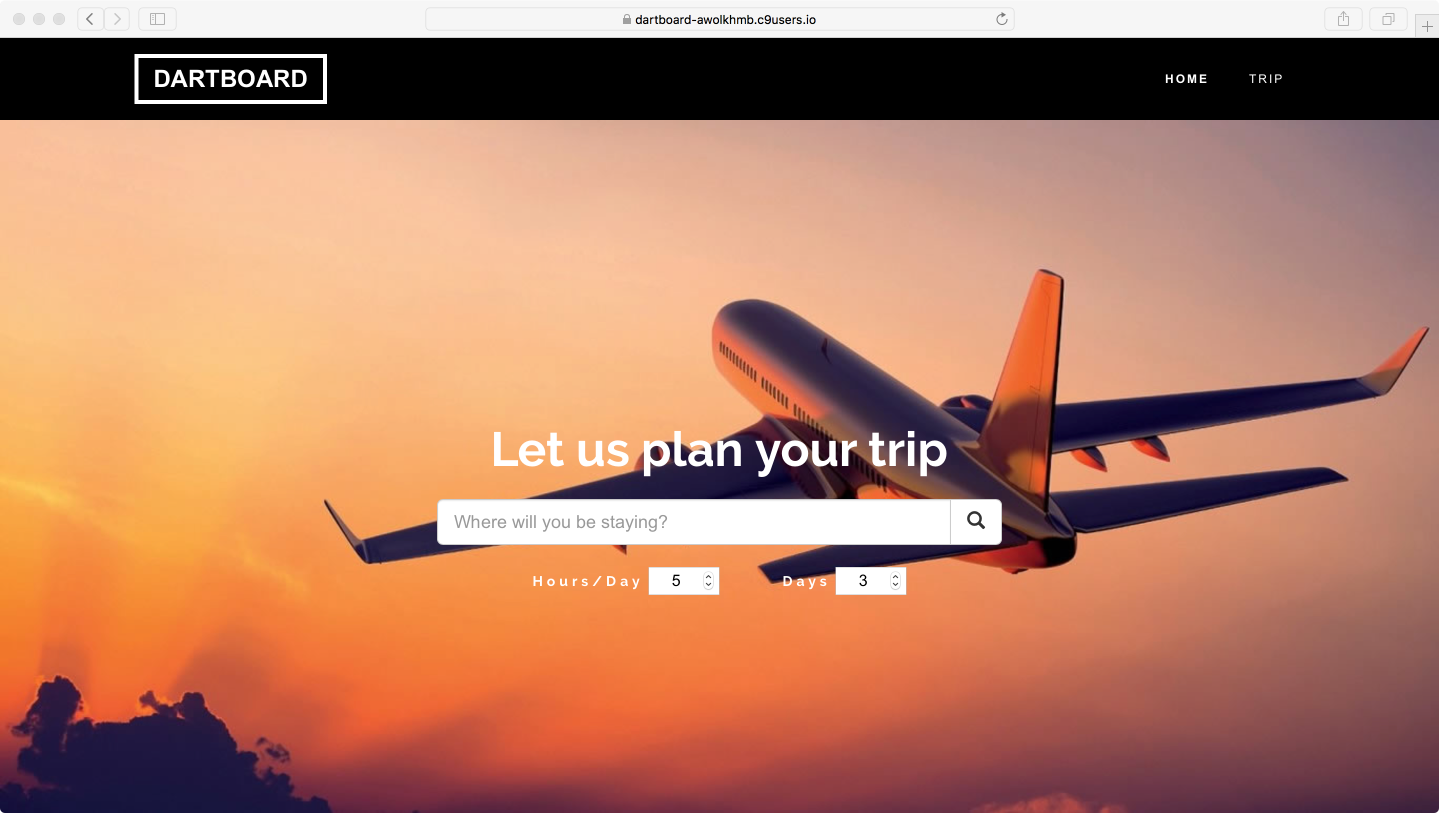 dartboard-awolkhmb.c9users.io
DARTBOARD
HOME TRIP
Let us plan your trip
Where will you be staying?
Hours/Day 5 Days 3